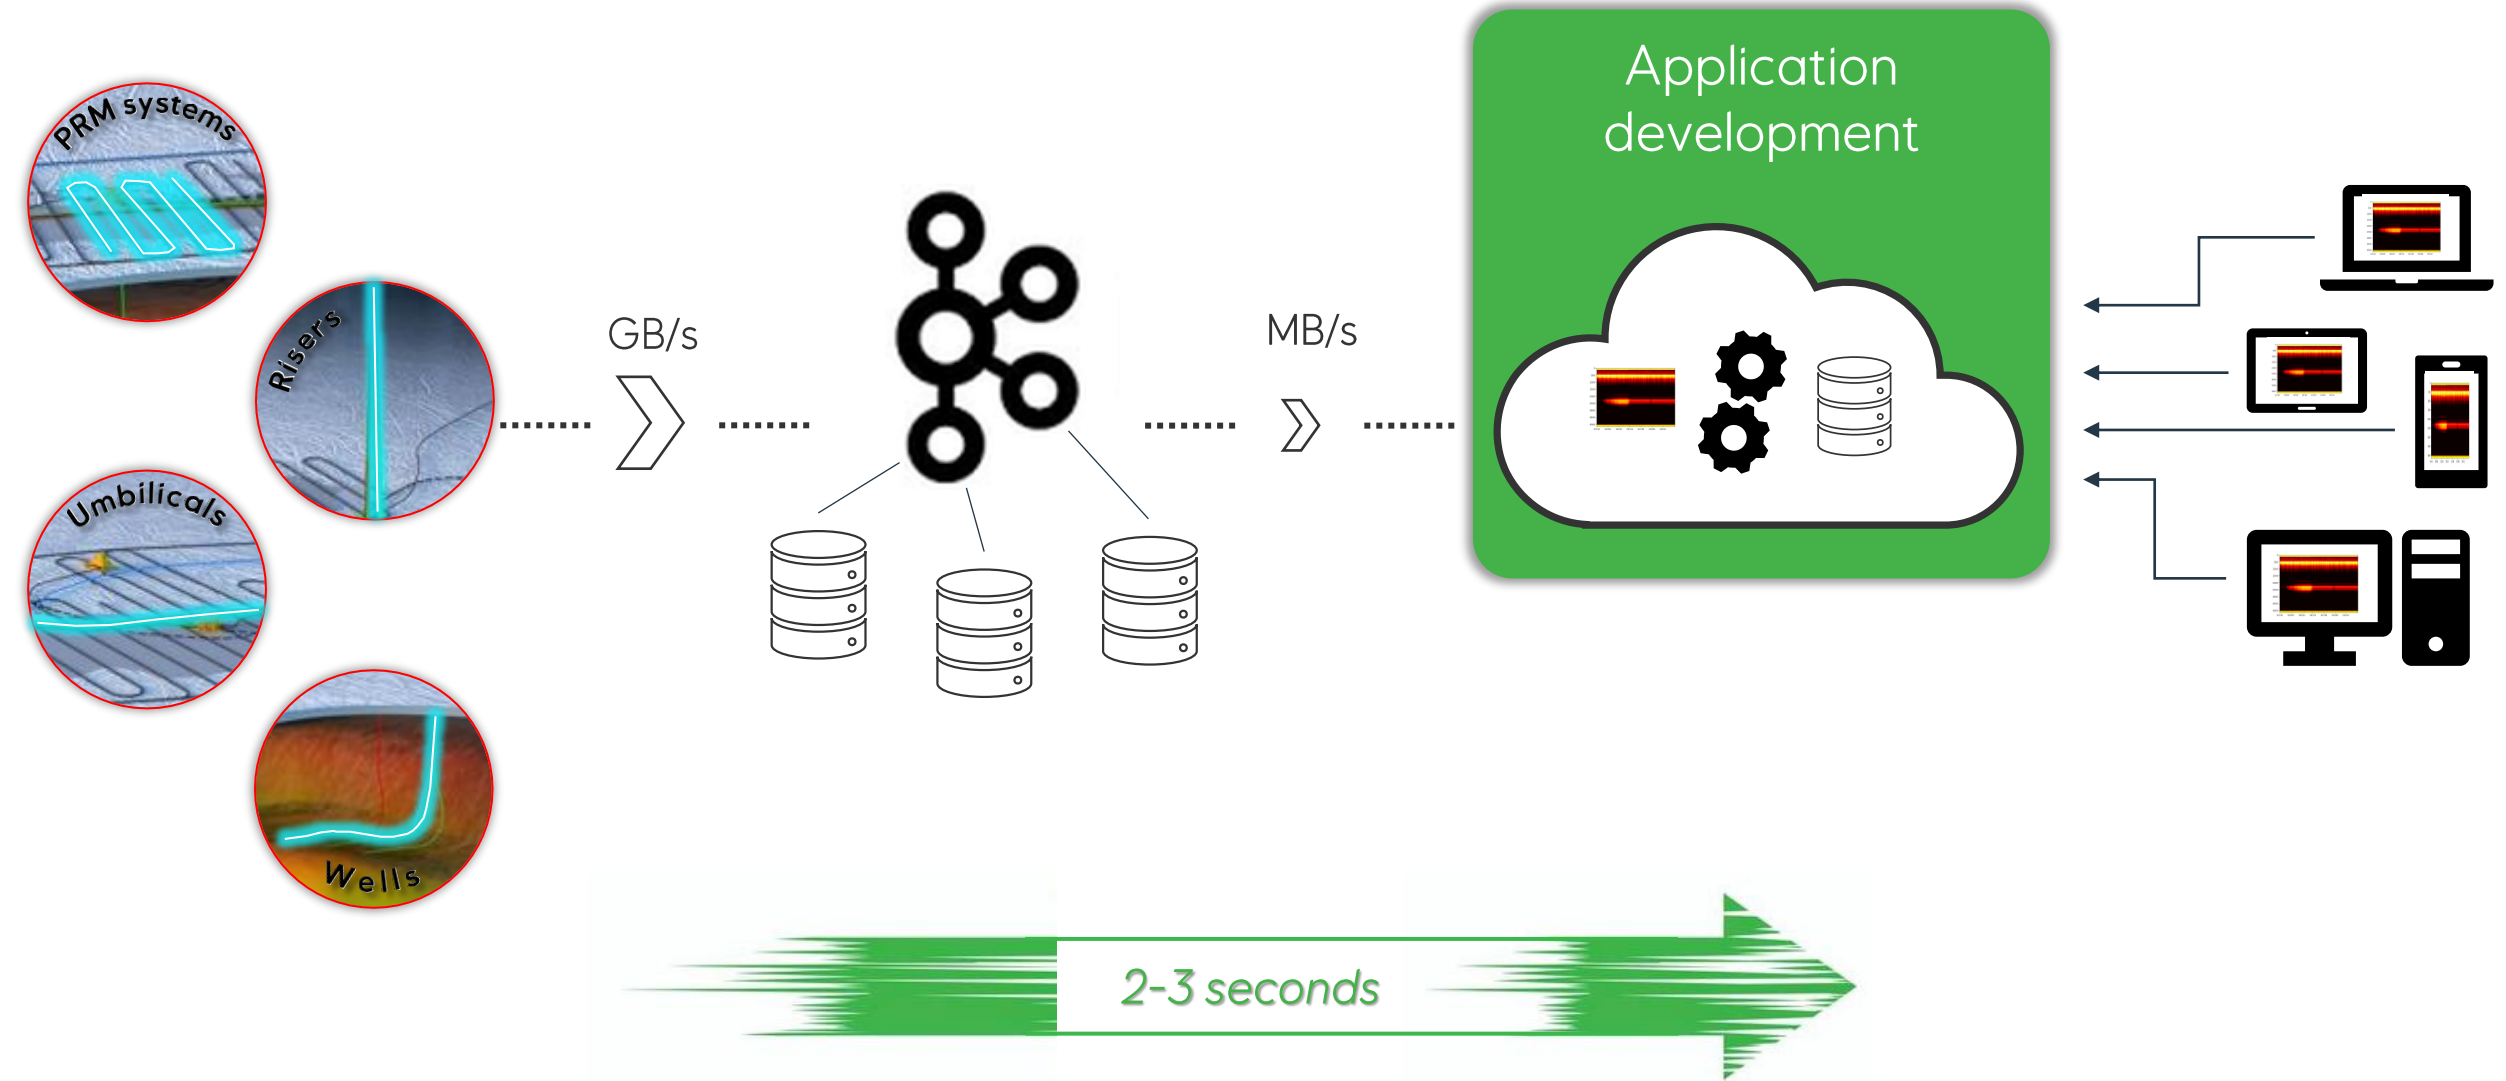 PRM systems
Risers
Umbilicals
Wells
GB/s
MB/s
Application
development
2-3 seconds